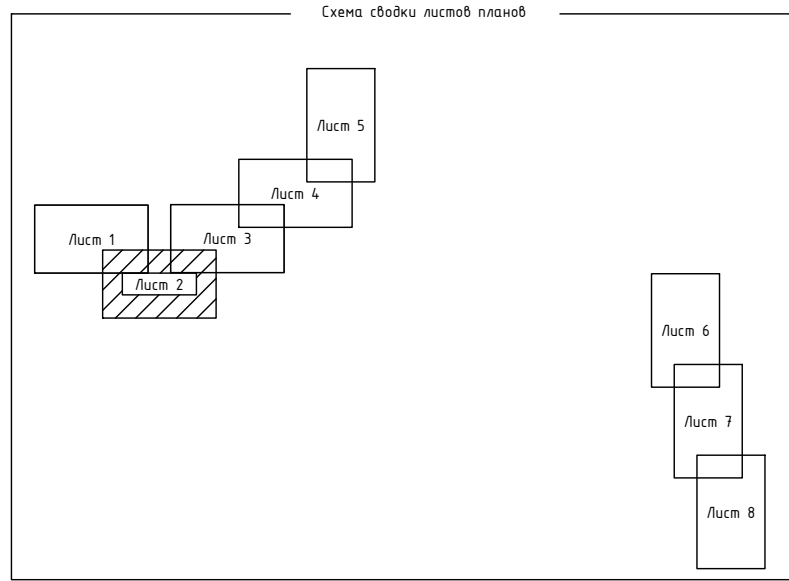 Схема сводки листов планов
Лист 5
Лист 4
Лист 1
Лист 3
Лист 2
Лист 6
Лист 7
Лист 8